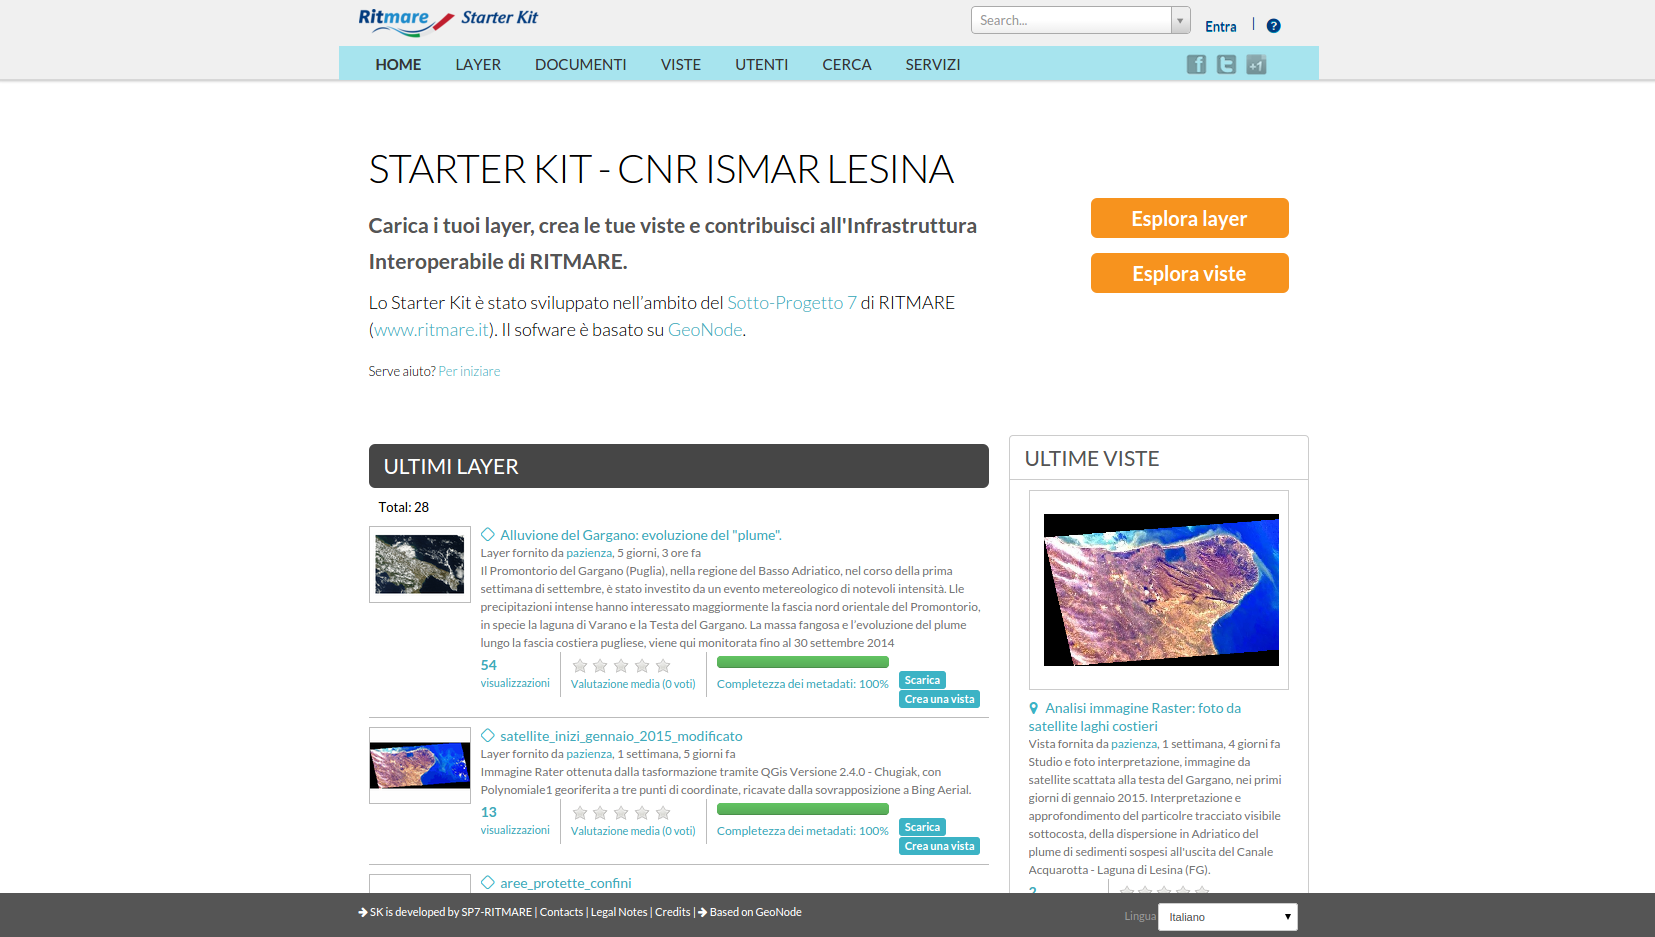 Ritmare Starter Kit
Search...
Entra | ?
HOME LAYER DOCUMENTI VISTE UTENTI CERCA SERVIZI
f t +1
STARTER KIT - CNR ISMAR LESINA
Carica i tuoi layer, crea le tue viste e contribuisci all'Infrastruttura
Interoperabile di RITMARE.
Lo Starter Kit è stato sviluppato nell’ambito del Sotto-Progetto 7 di RITMARE
(www.ritmare.it). Il sofware è basato su GeoNode.
Serve aiuto? Per iniziare
Esplora layer
Esplora viste
ULTIMI LAYER
Total: 28
Alluvione del Gargano: evoluzione del "plume".
Layer fornito da pazienza, 5 giorni, 3 ore fa
Il Promontorio del Gargano (Puglia), nella regione del Basso Adriatico, nel corso della prima
settimana di settembre, è stato investito da un evento metereologico di notevoli intensità. Lle
precipitazioni intense hanno interessato maggiormente la fascia nord orientale del Promontorio,
in specie la laguna di Varano e la Testa del Gargano. La massa fangosa e l’evoluzione del plume
lungo la fascia costiera pugliese, viene qui monitorata fino al 30 settembre 2014
54
visualizzazioni
Valutazione media (0 voti)
Completezza dei metadati: 100%
Scarica
Crea una vista
satellite_inizi_gennaio_2015_modificato
Layer fornito da pazienza, 1 settimana, 5 giorni fa
Immagine Rater ottenuta dalla tasformazione tramite QGis Versione 2.4.0 - Chugiak, con
Polynomiale1 georiferita a tre punti di coordinate, ricavate dalla sovrapposizione a Bing Aerial.
13
visualizzazioni
Valutazione media (0 voti)
Completezza dei metadati: 100%
Scarica
Crea una vista
aree_protette_confini
ULTIME VISTE
Analisi immagine Raster: foto da
satellite laghi costieri
Vista fornita da pazienza, 1 settimana, 4 giorni fa
Studio e foto interpretazione, immagine da
satellite scattata alla testa del Gargano, nei primi
giorni di gennaio 2015. Interpretazione e
approfondimento del particolre tracciato visibile
sottocosta, della dispersione in Adriatico del
plume di sedimenti sospesi all'uscita del Canale
Acquarotta - Laguna di Lesina (FG).
2
SK is developed by SP7-RITMARE | Contacts | Legal Notes | Credits | Based on GeoNode
Lingua Italiano